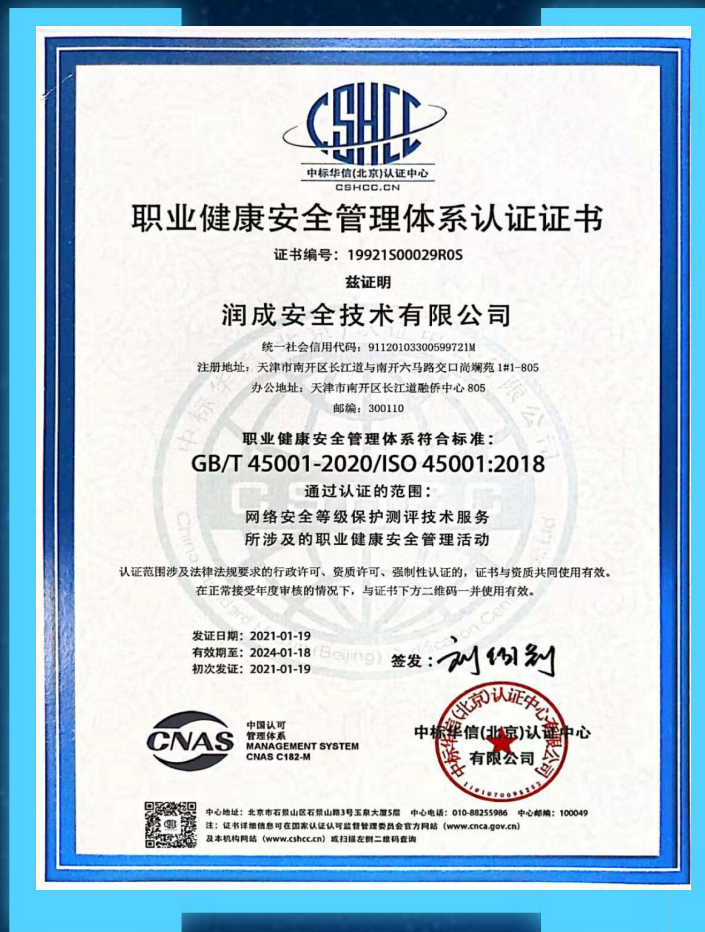 CSHCC
中标华信(北京)认证中心
CSHCC.CN
职业健康安全管理体系认证证书
证书编号：19921S00029R0S
兹证明
润成安全技术有限公司
统一社会信用代码：91120103300599721M
注册地址：天津市南开区长江道与南开六马路交口尚斓苑 1#1-805
办公地址：天津市南开区长江道融侨中心 805
邮编：300110
职业健康安全管理体系符合标准：
GB/T 45001-2020/ISO 45001:2018
通过认证的范围：
网络安全等级保护测评技术服务
所涉及的职业健康安全管理活动
认证范围涉及法律法规要求的行政许可、资质许可、强制性认证的，证书与资质共同使用有效。
在正常接受年度审核的情况下，与证书下方二维码一并使用有效。
发证日期：2021-01-19
有效期至：2024-01-18
初次发证：2021-01-19
签发：
CNAS
中国认可
管理体系
MANAGEMENT SYSTEM
CNAS C182-M
中标华信(北京)认证中心
有限公司
中标华信(北京)认证中心有限公司
中心地址：北京市石景山区石景山路3号玉泉大厦5层 中心电话：010-88255986 中心邮编：100049
注：证书详细信息可在国家认证认可监督管理委员会官方网站（www.cnca.gov.cn）
及本机构网站（www.cshcc.cn）或扫描左侧二维码查询